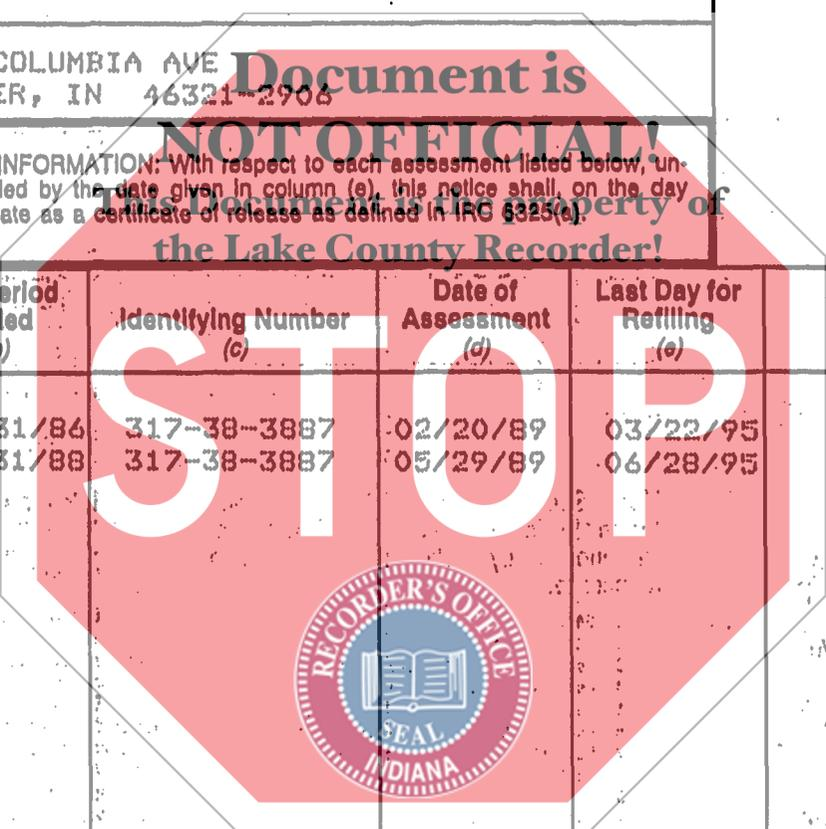 COLUMBIA AVE
ER, IN 46321-2906
Document is
NOT OFFICIAL!
This Document is the property of
the Lake County Recorder!
INFORMATION: With respect to each assessment listed below, un-
led by the date given in column (e), this notice shall, on the day
ate as a certificate of release as defined in IRC 6325(a).
eriod
led
)
Identifying Number
(c)
Date of
Assessment
(d)
Last Day for
Refiling
(e)
31/86 317-38-3887 02/20/89 03/22/95
31/88 317-38-3887 05/29/89 06/28/95
STOP
RECORDER'S OFFICE
SEAL
INDIANA